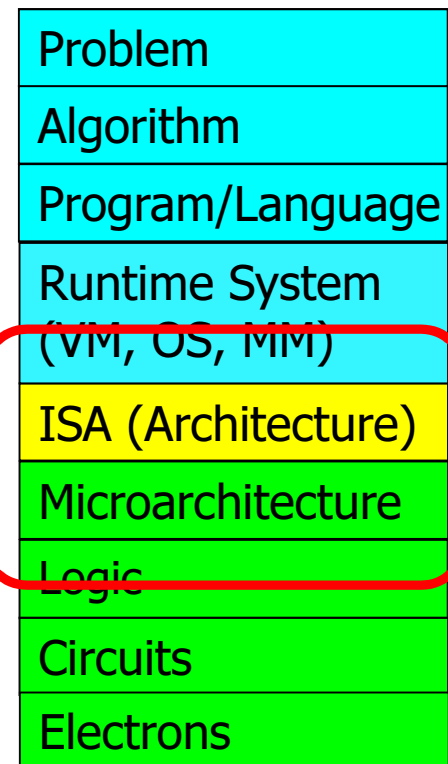 Problem
Algorithm
Program/Language
Runtime System
(VM, OS, MM)
ISA (Architecture)
Microarchitecture
Logic
Circuits
Electrons